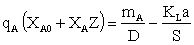 q_A (X_A0 + X_A Z) = m_A/D − K_L a/S